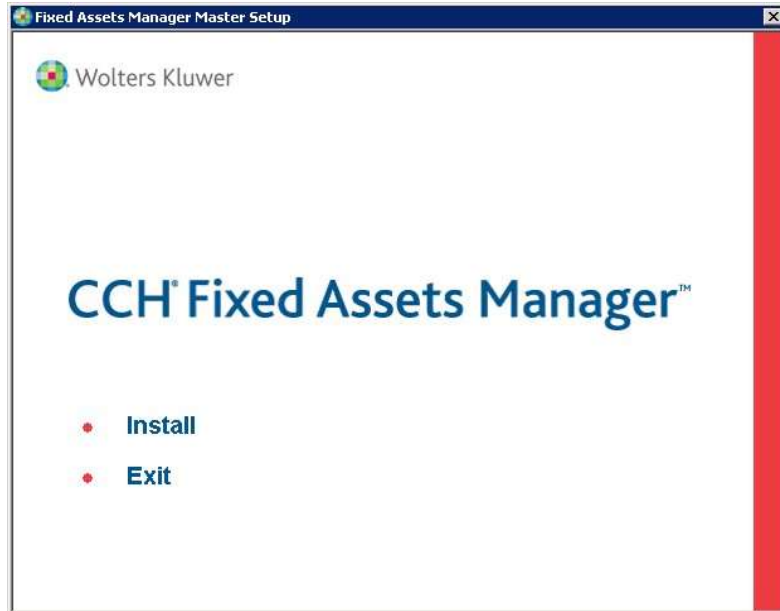 Fixed Assets Manager Master Setup
Wolters Kluwer
CCH® Fixed Assets Manager™
Install
Exit